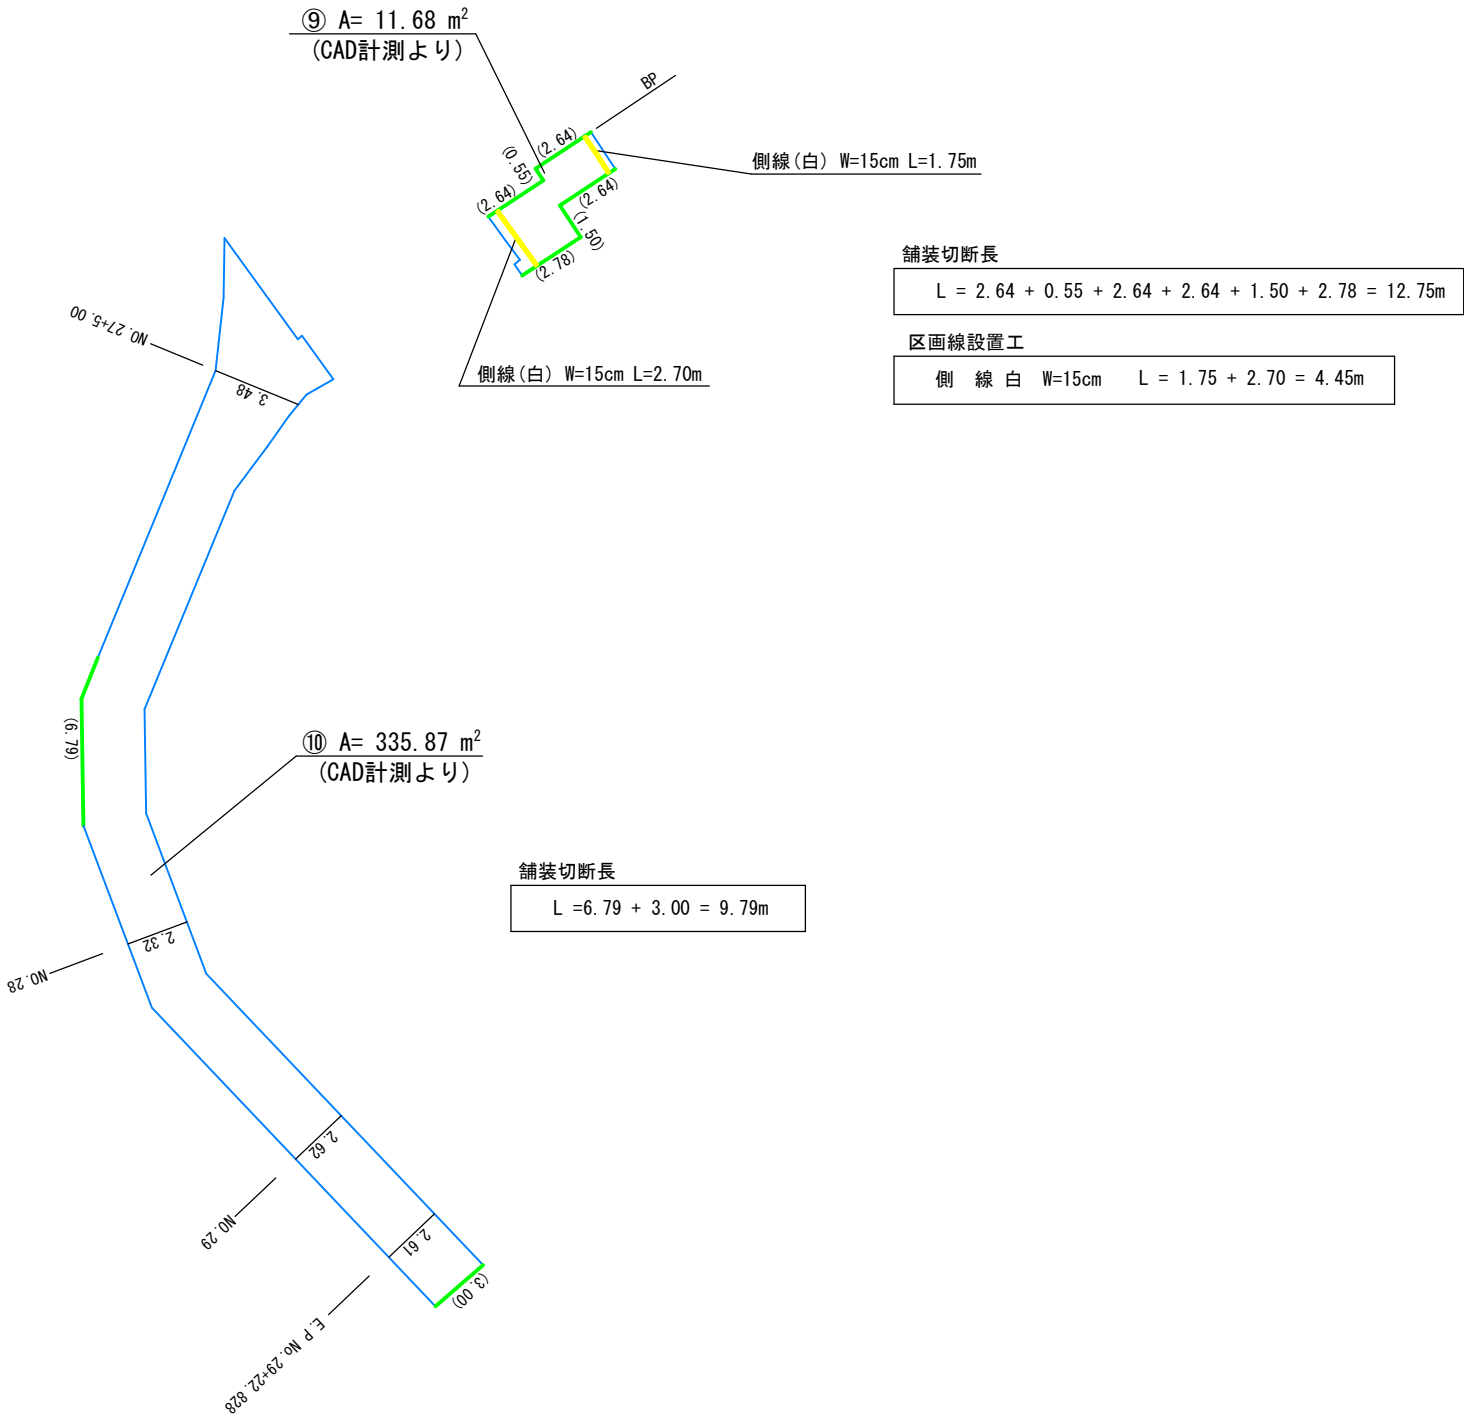 ⑨ A= 11.68 m²
(CAD計測より)
BP
(2.64)
(0.55)
(2.64)
(2.64)
(1.50)
(2.78)
側線(白) W=15cm L=1.75m
側線(白) W=15cm L=2.70m
舗装切断長
L = 2.64 + 0.55 + 2.64 + 2.64 + 1.50 + 2.78 = 12.75m
区画線設置工
側 線 白 W=15cm L = 1.75 + 2.70 = 4.45m
NO.27+5.00
3.48
(6.79)
⑩ A= 335.87 m²
(CAD計測より)
舗装切断長
L =6.79 + 3.00 = 9.79m
2.32
NO.28
2.62
NO.29
2.61
(3.00)
E.P No.29+22.828